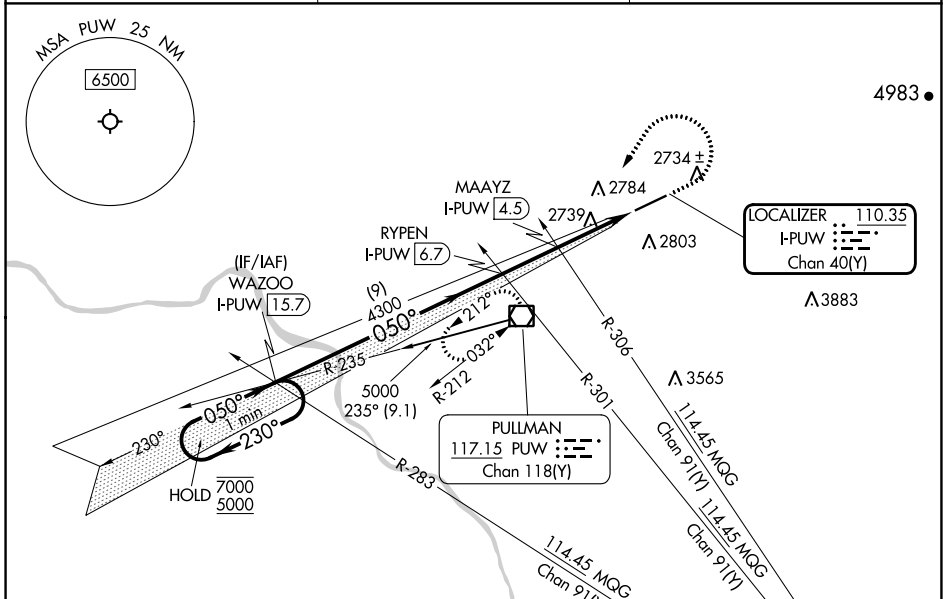 MSA PUW 25 NM
6500
4983
2734 ±
2784
MAAYZ
I-PUW 4.5
2739
LOCALIZER 110.35
I-PUW
Chan 40(Y)
2803
RYPEN
I-PUW 6.7
(IF/IAF)
WAZOO
I-PUW 15.7
(9)
4300
050°
212°
032°
3883
R-306
R-235
R-212
5000
235° (9.1)
R-301
3565
050°
1 min
230°
230°
PULLMAN
117.15 PUW
Chan 118(Y)
114.45 MQG
Chan 91(Y)
HOLD 7000
5000
R-283
114.45 MQG
Chan 91(Y)
114.45 MQG
Chan 91(